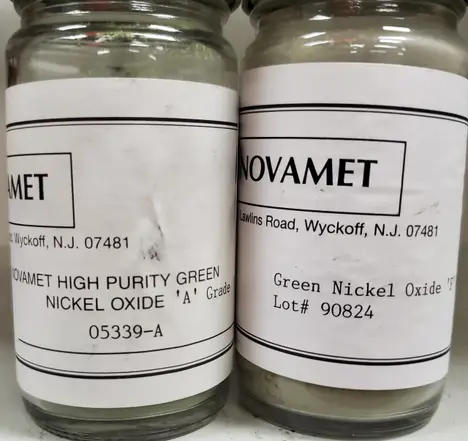 Wyckoff, N.J. 07481
NOVAMET HIGH PURITY GREEN
NICKEL OXIDE 'A' Grade
05339-A
NOVAMET
Lawlins Road, Wyckoff, N.J. 07481
Green Nickel Oxide
Lot# 90824